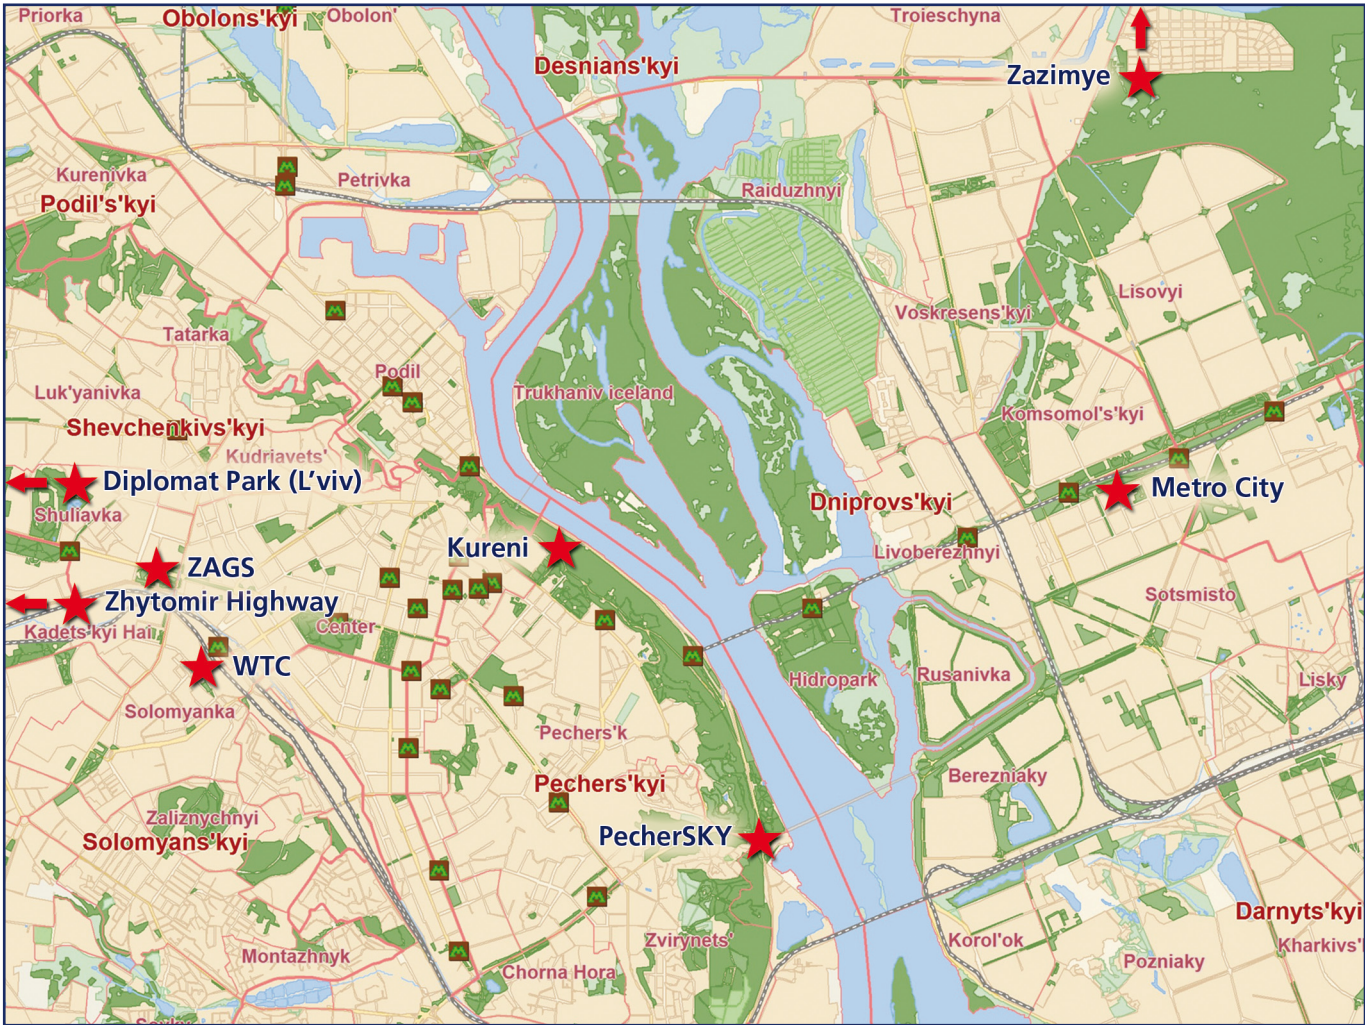 Priorka
Obolons'kyi
Obolon'
Troieschyna
Desnians'kyi
Zazimye
Kurenivka
Petrivka
Podil's'kyi
Raiduzhnyi
Lisovyi
Voskresens'kyi
Tatarka
Podil
Luk'yanivka
Trukhaniv iceland
Komsomol's'kyi
Shevchenkivs'kyi
Kudriavets'
Diplomat Park (L'viv)
Metro City
Dniprovs'kyi
Shuliavka
Kureni
Livoberezhnyi
ZAGS
Zhytomir Highway
Sotsmisto
Kadets'kyi Hai
Center
WTC
Hidropark
Rusanivka
Lisky
Solomyanka
Pechers'k
Berezniaky
Pechers'kyi
Zaliznychnyi
Solomyans'kyi
PecherSKY
Darnyts'kyi
Zvirynets'
Korol'ok
Kharkivs'
Montazhnyk
Chorna Hora
Pozniaky